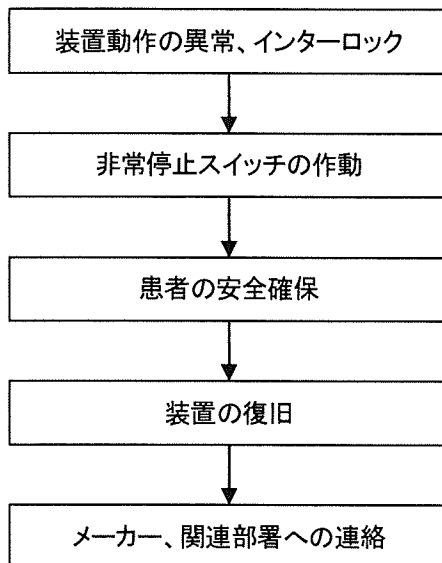 装置動作の異常、インターロック
非常停止スイッチの作動
患者の安全確保
装置の復旧
メーカー、関連部署への連絡